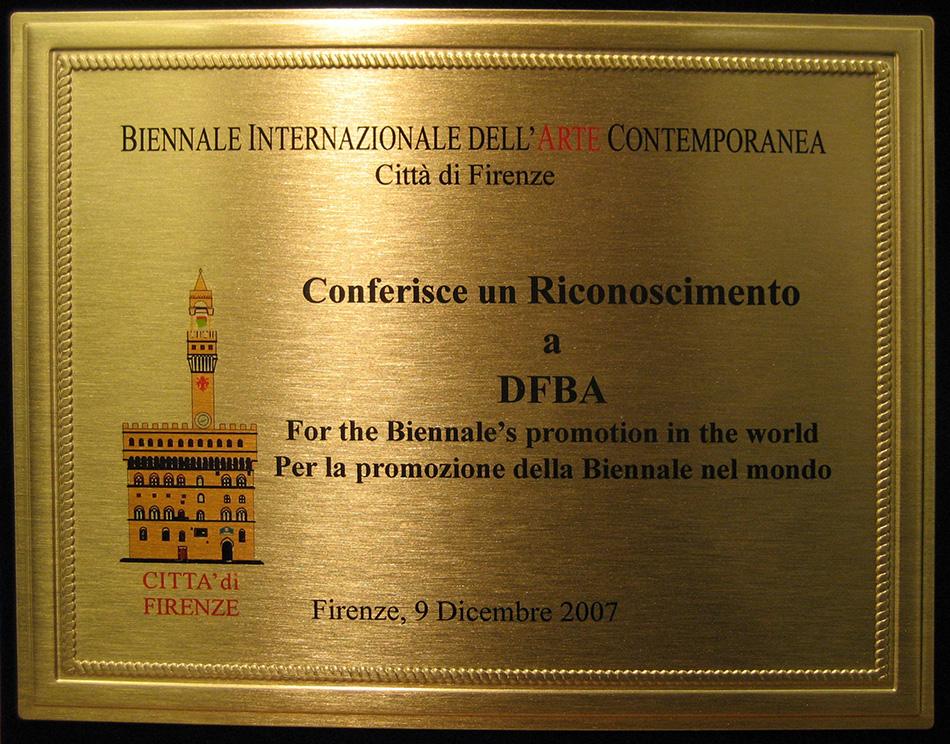 BIENNALE INTERNAZIONALE DELL'ARTE CONTEMPORANEA
Città di Firenze
Conferisce un Riconoscimento
a
DFBA
For the Biennale's promotion in the world
Per la promozione della Biennale nel mondo
CITTA' di
FIRENZE
Firenze, 9 Dicembre 2007